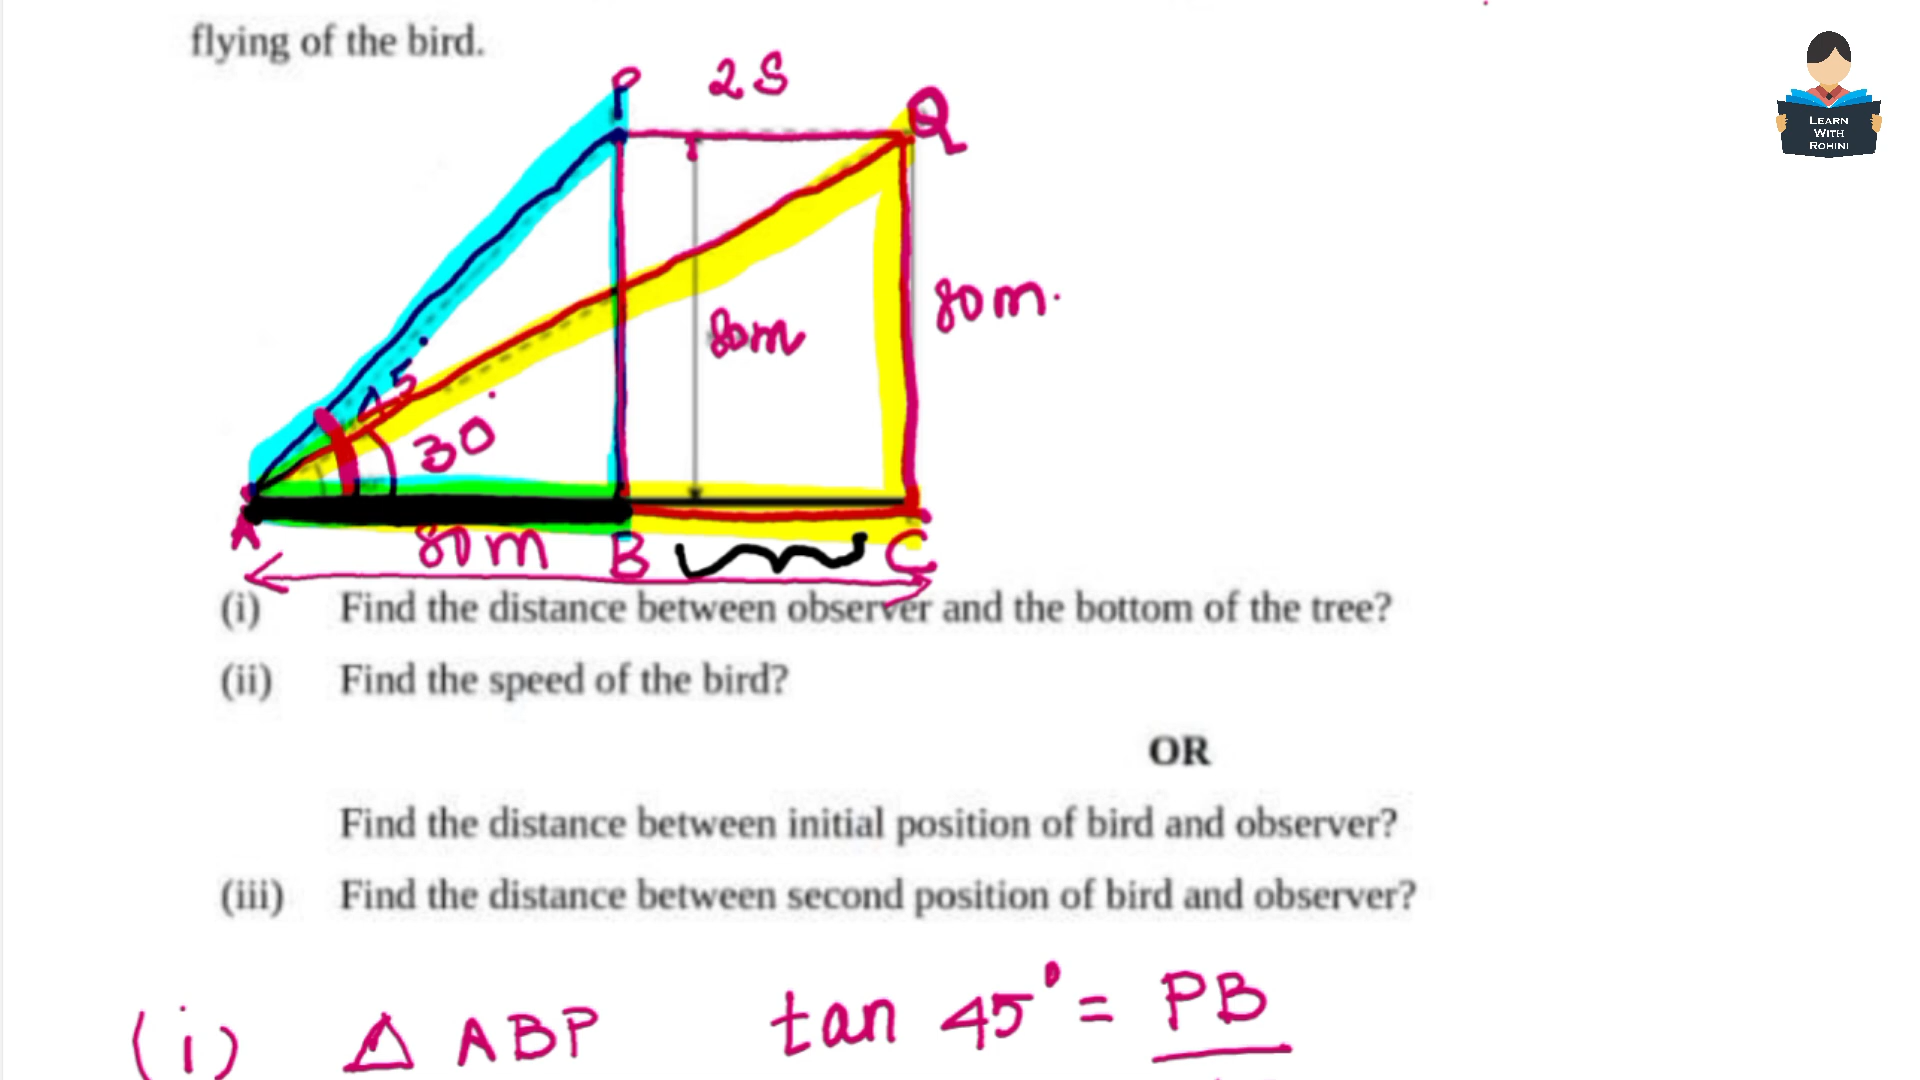 flying of the bird.
P
2S
Q
LEARN
WITH
ROHINI
80m.
80m
45
30°
A
80m
B
C
(i) Find the distance between observer and the bottom of the tree?
(ii) Find the speed of the bird?
OR
Find the distance between initial position of bird and observer?
(iii) Find the distance between second position of bird and observer?
(i) △ ABP tan 45° = PB